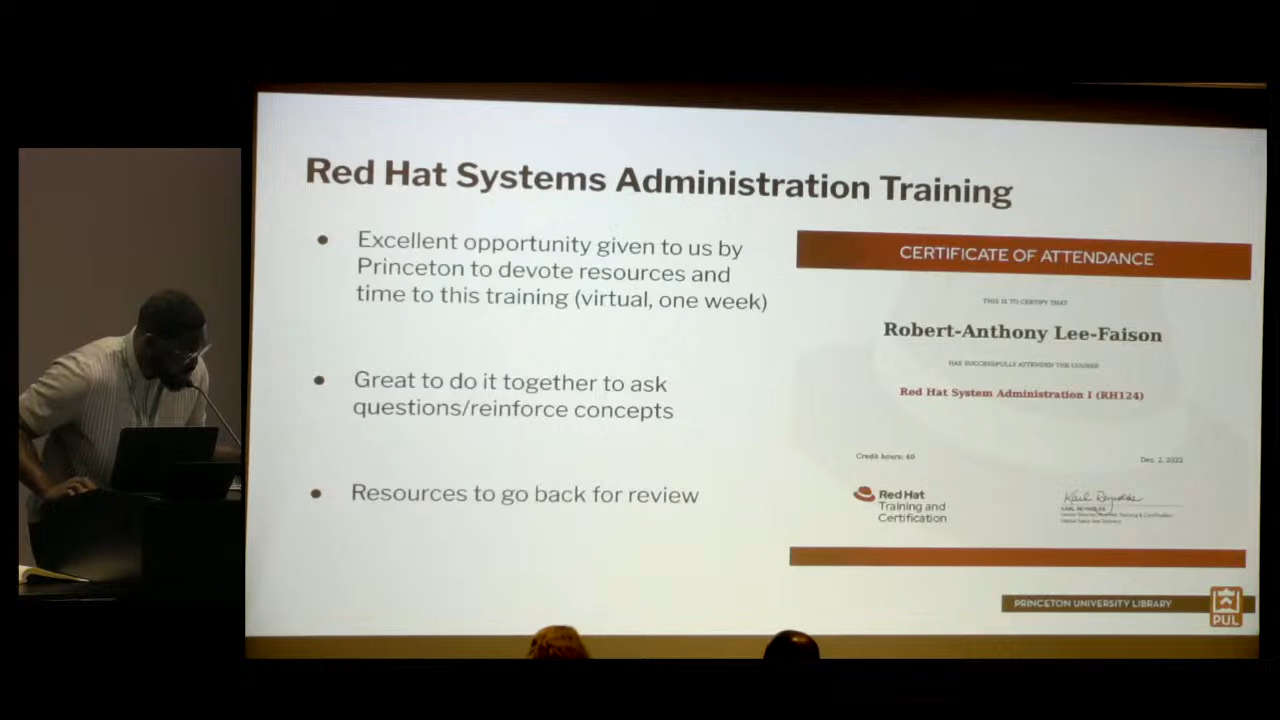 Red Hat Systems Administration Training
● Excellent opportunity given to us by
Princeton to devote resources and
time to this training (virtual, one week)
● Great to do it together to ask
questions/reinforce concepts
● Resources to go back for review
CERTIFICATE OF ATTENDANCE
THIS IS TO CERTIFY THAT
Robert-Anthony Lee-Faison
HAS SUCCESSFULLY ATTENDED THE COURSE
Red Hat System Administration I (RH124)
Credit hours: 40
Dec. 2, 2022
Red Hat
Training and
Certification
Karl Reynolds
KARL REYNOLDS
PRINCETON UNIVERSITY LIBRARY
PUL